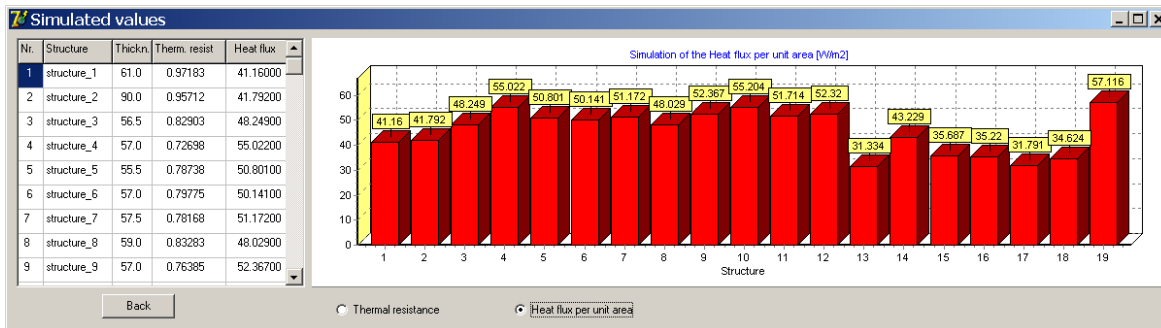 Simulated values
Nr. Structure Thickn. Therm. resist Heat flux
1 structure_1 61.0 0.97183 41.16000
2 structure_2 90.0 0.95712 41.79200
3 structure_3 56.5 0.82903 48.24900
4 structure_4 57.0 0.72698 55.02200
5 structure_5 55.5 0.78738 50.80100
6 structure_6 57.0 0.79775 50.14100
7 structure_7 57.5 0.78168 51.17200
8 structure_8 59.0 0.83283 48.02900
9 structure_9 57.0 0.76385 52.36700
Back
Simulation of the Heat flux per unit area [W/m2]
60
50
40
30
20
10
0
41.16 41.792 48.249 55.022 50.801 50.141 51.172 48.029 52.367 55.204 51.714 52.32 31.334 43.229 35.687 35.22 31.791 34.624 57.116
1 2 3 4 5 6 7 8 9 10 11 12 13 14 15 16 17 18 19
Structure
Thermal resistance Heat flux per unit area